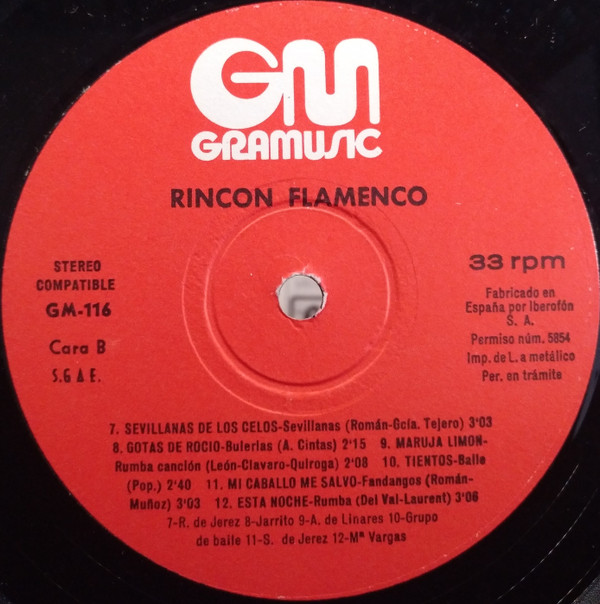 GM
GRAMUSIC
RINCON FLAMENCO
STEREO
COMPATIBLE
GM-116
Cara B
S.G.A.E.
33 rpm
Fabricado en
España por Iberofón
S. A.
Permiso núm. 5854
Imp. de L. a metálico
Per. en trámite
7. SEVILLANAS DE LOS CELOS-Sevillanas (Román-Gcía. Tejero) 3'03
8. GOTAS DE ROCIO-Bulerias (A. Cintas) 2'15 9. MARUJA LIMON-
Rumba canción (León-Clavaro-Quiroga) 2'08 10. TIENTOS-Baile
(Pop.) 2'40 11. MI CABALLO ME SALVO-Fandangos (Román-
Muñoz) 3'03 12. ESTA NOCHE-Rumba (Del Val-Laurent) 3'06
7-R. de Jerez 8-Jarrito 9-A. de Linares 10-Grupo
de baile 11-S. de Jerez 12-Mª Vargas